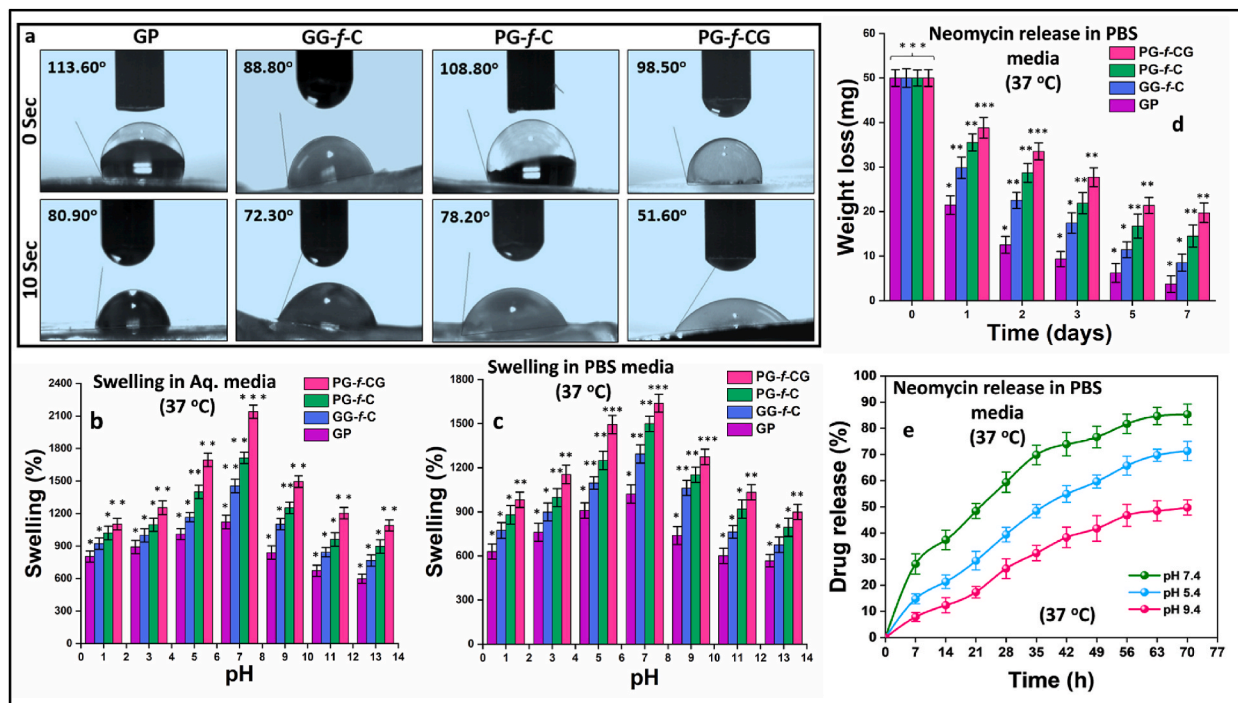 a
GP
GG-f-C
PG-f-C
PG-f-CG
0 Sec
113.60°
88.80°
108.80°
98.50°
10 Sec
80.90°
72.30°
78.20°
51.60°
Neomycin release in PBS
media
(37 °C)
d
PG-f-CG
PG-f-C
GG-f-C
GP
Weight loss (mg)
60
50
40
30
20
10
0
* * *
* ** ** ***
* ** ** ***
* * ** **
* * ** **
* * ** **
0 1 2 3 5 7
Time (days)
Swelling in Aq. media
(37 °C)
b
PG-f-CG
PG-f-C
GG-f-C
GP
Swelling (%)
2400
2100
1800
1500
1200
900
600
300
0
* * * **
* * * **
* ** ** **
* ** ** ***
* ** ** **
* * * **
* * * **
0 1 2 3 4 5 6 7 8 9 10 11 12 13 14
pH
Swelling in PBS media
(37 °C)
c
PG-f-CG
PG-f-C
GG-f-C
GP
Swelling (%)
1800
1500
1200
900
600
300
0
* * * **
* * ** **
* ** ** ***
* ** ** ***
* ** ** ***
* * * **
* * * **
0 1 2 3 4 5 6 7 8 9 10 11 12 13 14
pH
Neomycin release in PBS
media
(37 °C)
e
Drug release (%)
100
90
80
70
60
50
40
30
20
10
0
pH 7.4
pH 5.4
pH 9.4
(37 °C)
0 7 14 21 28 35 42 49 56 63 70 77
Time (h)